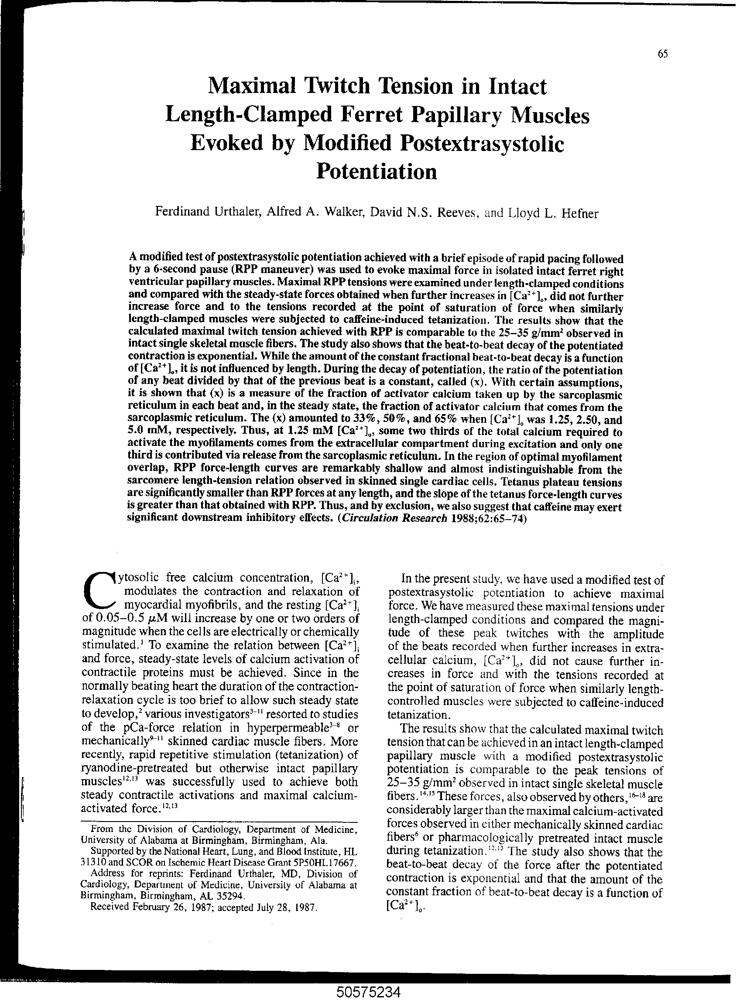 65
Maximal Twitch Tension in Intact
Length-Clamped Ferret Papillary Muscles
Evoked by Modified Postextrasystolic
Potentiation
Ferdinand Urthaler, Alfred A. Walker, David N.S. Reeves, and Lloyd L. Hefner
A modified test of postextrasystolic potentiation achieved with a brief episode of rapid pacing followed
by a 6-second pause (RPP maneuver) was used to evoke maximal force in isolated intact ferret right
ventricular papillary muscles. Maximal RPP tensions were examined under length-clamped conditions
and compared with the steady-state forces obtained when further increases in [Ca²⁺]ₒ, did not further
increase force and to the tensions recorded at the point of saturation of force when similarly
length-clamped muscles were subjected to caffeine-induced tetanization. The results show that the
calculated maximal twitch tension achieved with RPP is comparable to the 25–35 g/mm² observed in
intact single skeletal muscle fibers. The study also shows that the beat-to-beat decay of the potentiated
contraction is exponential. While the amount of the constant fractional beat-to-beat decay is a function
of [Ca²⁺]ₒ, it is not influenced by length. During the decay of potentiation, the ratio of the potentiation
of any beat divided by that of the previous beat is a constant, called (x). With certain assumptions,
it is shown that (x) is a measure of the fraction of activator calcium taken up by the sarcoplasmic
reticulum in each beat and, in the steady state, the fraction of activator calcium that comes from the
sarcoplasmic reticulum. The (x) amounted to 33%, 50%, and 65% when [Ca²⁺]ₒ was 1.25, 2.50, and
5.0 mM, respectively. Thus, at 1.25 mM [Ca²⁺]ₒ, some two thirds of the total calcium required to
activate the myofilaments comes from the extracellular compartment during excitation and only one
third is contributed via release from the sarcoplasmic reticulum. In the region of optimal myofilament
overlap, RPP force-length curves are remarkably shallow and almost indistinguishable from the
sarcomere length-tension relation observed in skinned single cardiac cells. Tetanus plateau tensions
are significantly smaller than RPP forces at any length, and the slope of the tetanus force-length curves
is greater than that obtained with RPP. Thus, and by exclusion, we also suggest that caffeine may exert
significant downstream inhibitory effects. (Circulation Research 1988;62:65–74)
Cytosolic free calcium concentration, [Ca²⁺]ᵢ,
modulates the contraction and relaxation of
myocardial myofibrils, and the resting [Ca²⁺]ᵢ
of 0.05–0.5 μM will increase by one or two orders of
magnitude when the cells are electrically or chemically
stimulated.¹ To examine the relation between [Ca²⁺]ᵢ
and force, steady-state levels of calcium activation of
contractile proteins must be achieved. Since in the
normally beating heart the duration of the contraction-
relaxation cycle is too brief to allow such steady state
to develop,² various investigators³⁻¹¹ resorted to studies
of the pCa-force relation in hyperpermeable³⁻⁸ or
mechanically⁹⁻¹¹ skinned cardiac muscle fibers. More
recently, rapid repetitive stimulation (tetanization) of
ryanodine-pretreated but otherwise intact papillary
muscles¹²,¹³ was successfully used to achieve both
steady contractile activations and maximal calcium-
activated force.¹²,¹³
From the Division of Cardiology, Department of Medicine,
University of Alabama at Birmingham, Birmingham, Ala.
Supported by the National Heart, Lung, and Blood Institute, HL
31310 and SCOR on Ischemic Heart Disease Grant 5P50HL17667.
Address for reprints: Ferdinand Urthaler, MD, Division of
Cardiology, Department of Medicine, University of Alabama at
Birmingham, Birmingham, AL 35294.
Received February 26, 1987; accepted July 28, 1987.
In the present study, we have used a modified test of
postextrasystolic potentiation to achieve maximal
force. We have measured these maximal tensions under
length-clamped conditions and compared the magni-
tude of these peak twitches with the amplitude
of the beats recorded when further increases in extra-
cellular calcium, [Ca²⁺]ₒ, did not cause further in-
creases in force and with the tensions recorded at
the point of saturation of force when similarly length-
controlled muscles were subjected to caffeine-induced
tetanization.
The results show that the calculated maximal twitch
tension that can be achieved in an intact length-clamped
papillary muscle with a modified postextrasystolic
potentiation is comparable to the peak tensions of
25–35 g/mm² observed in intact single skeletal muscle
fibers.¹⁴,¹⁵ These forces, also observed by others,¹⁶⁻¹⁸ are
considerably larger than the maximal calcium-activated
forces observed in either mechanically skinned cardiac
fibers⁶ or pharmacologically pretreated intact muscle
during tetanization.¹²,¹³ The study also shows that the
beat-to-beat decay of the force after the potentiated
contraction is exponential and that the amount of the
constant fraction of beat-to-beat decay is a function of
[Ca²⁺]ₒ.
50575234